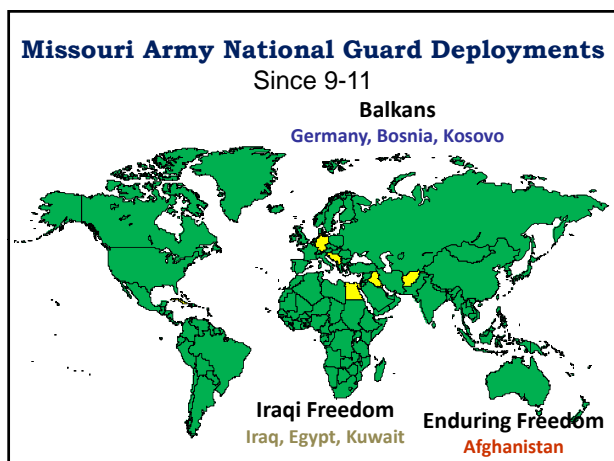 Missouri Army National Guard Deployments
Since 9-11
Balkans
Germany, Bosnia, Kosovo
Iraqi Freedom
Iraq, Egypt, Kuwait
Enduring Freedom
Afghanistan